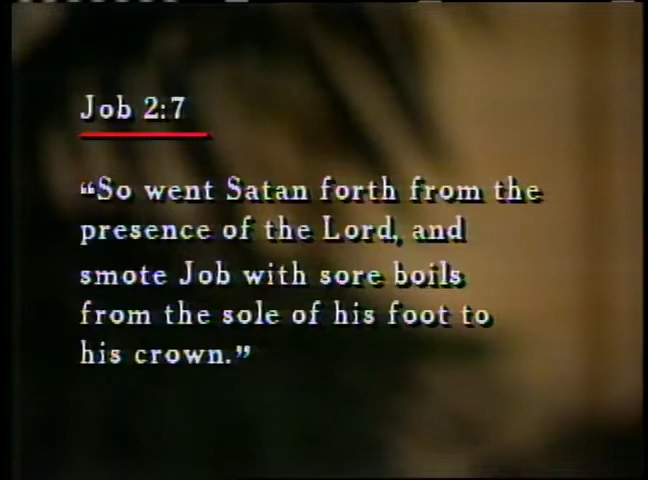 Job 2:7
“So went Satan forth from the
presence of the Lord, and
smote Job with sore boils
from the sole of his foot to
his crown.”